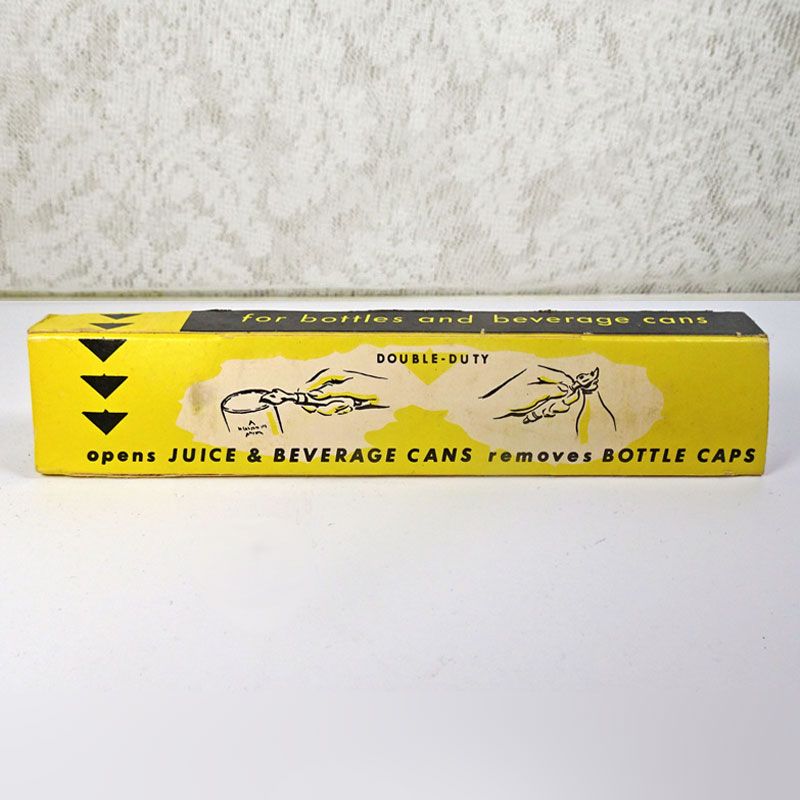 for bottles and beverage cans
DOUBLE-DUTY
opens JUICE & BEVERAGE CANS removes BOTTLE CAPS